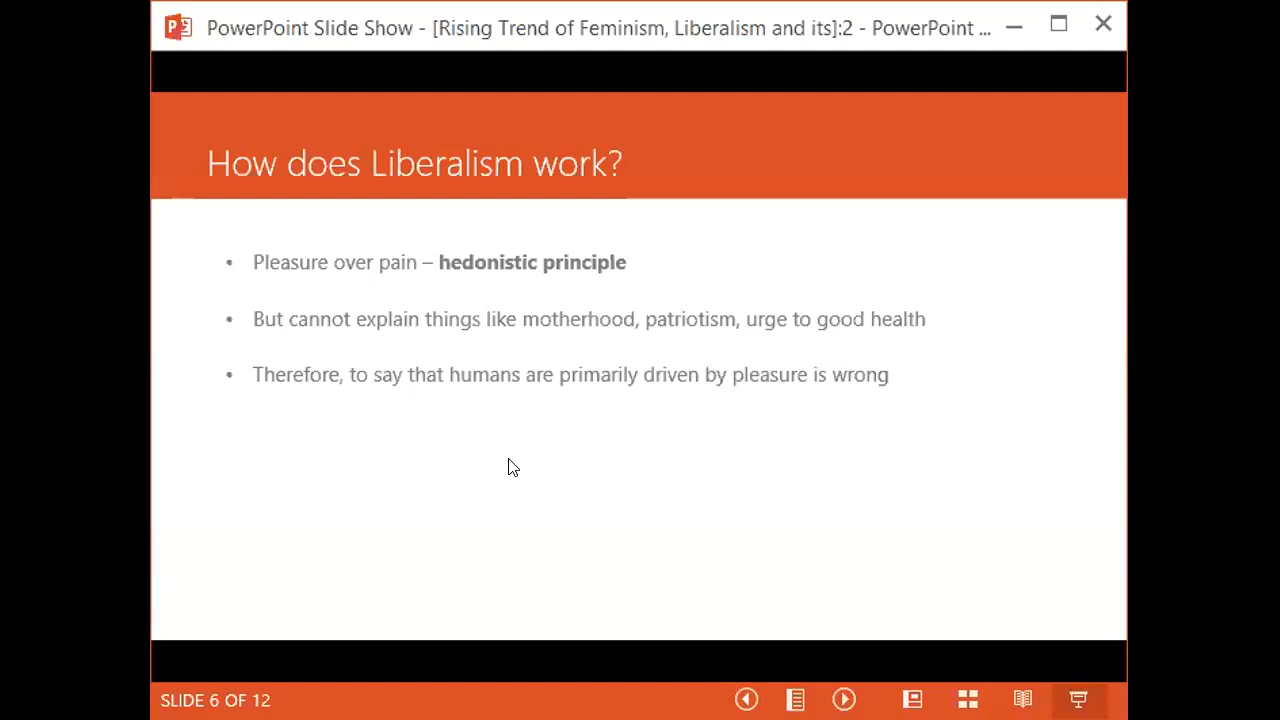 PowerPoint Slide Show - [Rising Trend of Feminism, Liberalism and its]:2 - PowerPoint ...
How does Liberalism work?
• Pleasure over pain – hedonistic principle
• But cannot explain things like motherhood, patriotism, urge to good health
• Therefore, to say that humans are primarily driven by pleasure is wrong
SLIDE 6 OF 12